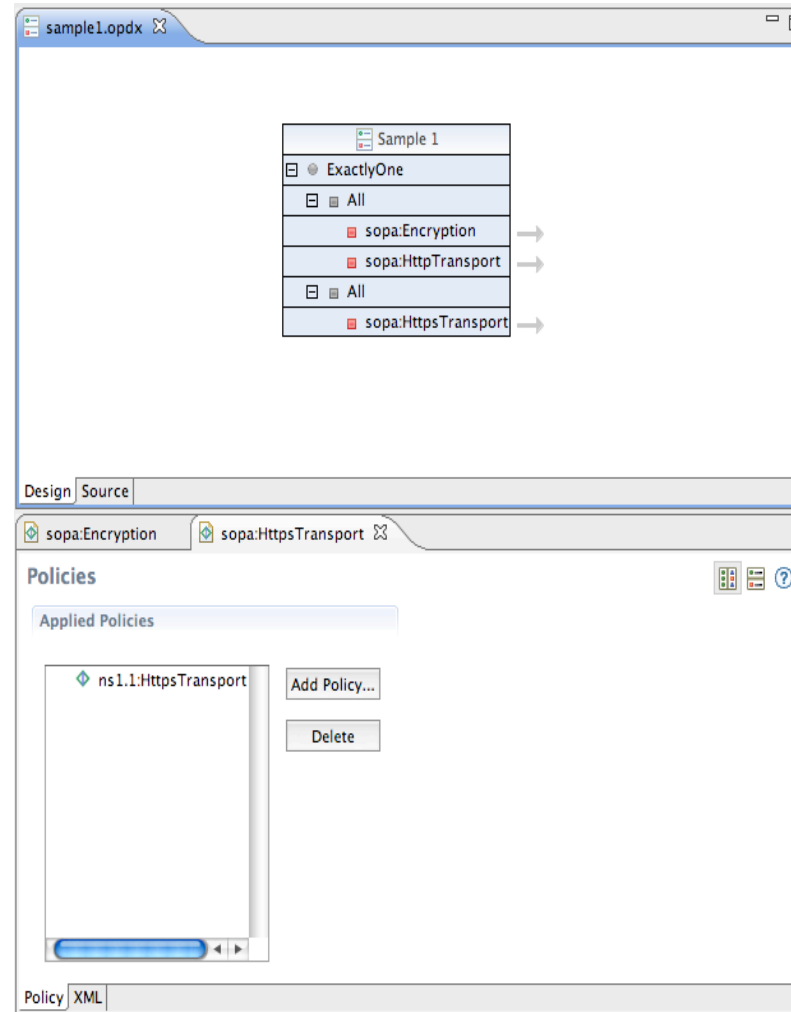 sample1.opdx
Sample 1
ExactlyOne
All
sopa:Encryption
sopa:HttpTransport
All
sopa:HttpsTransport
Design Source
sopa:Encryption sopa:HttpsTransport
Policies
Applied Policies
ns1.1:HttpsTransport
Add Policy...
Delete
Policy XML